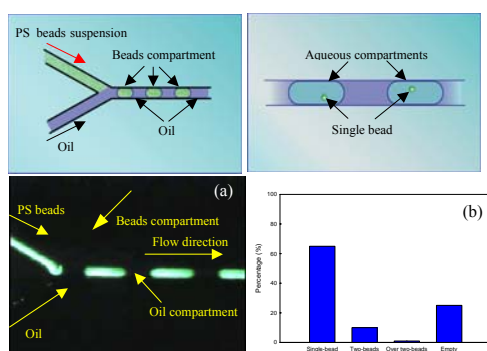 PS beads suspension
Beads compartment
Oil
Oil
Aqueous compartments
Single bead
(a)
PS beads
Beads compartment
Flow direction
Oil compartment
Oil
(b)
Percentage (%)
100
80
60
40
20
0
Single-bead
Two-beads
Over two-beads
Empty